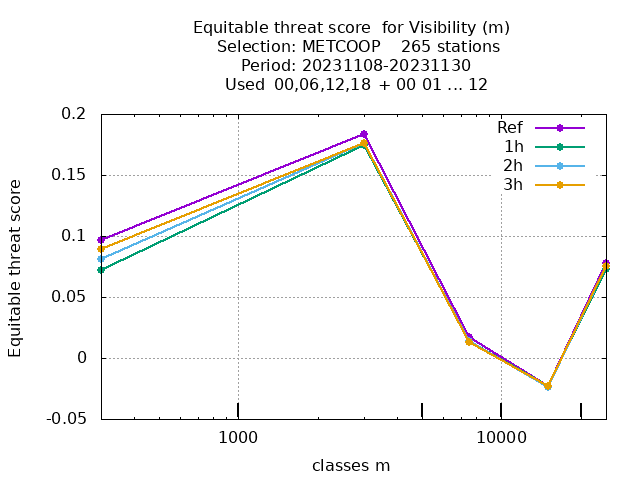 Equitable threat score  for Visibility (m)
Selection: METCOOP    265 stations
Period: 20231108-20231130
Used  00,06,12,18  + 00 01 ... 12
Ref
1h
2h
3h
0.2
0.15
0.1
0.05
0
-0.05
Equitable threat score
1000
10000
classes m